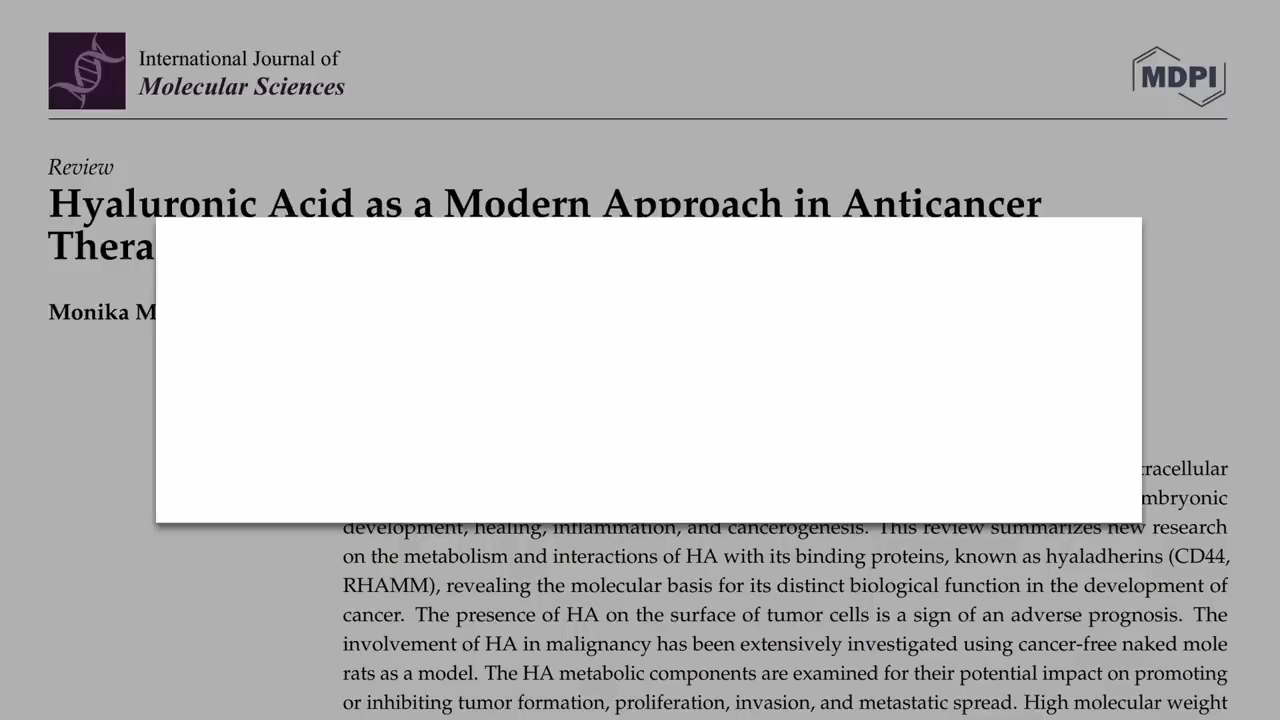 International Journal of
Molecular Sciences
MDPI
Review
Hyaluronic Acid as a Modern Approach in Anticancer
Thera
Monika M
tracellular
mbryonic
development, healing, inflammation, and cancerogenesis. This review summarizes new research
on the metabolism and interactions of HA with its binding proteins, known as hyaladherins (CD44,
RHAMM), revealing the molecular basis for its distinct biological function in the development of
cancer. The presence of HA on the surface of tumor cells is a sign of an adverse prognosis. The
involvement of HA in malignancy has been extensively investigated using cancer-free naked mole
rats as a model. The HA metabolic components are examined for their potential impact on promoting
or inhibiting tumor formation, proliferation, invasion, and metastatic spread. High molecular weight